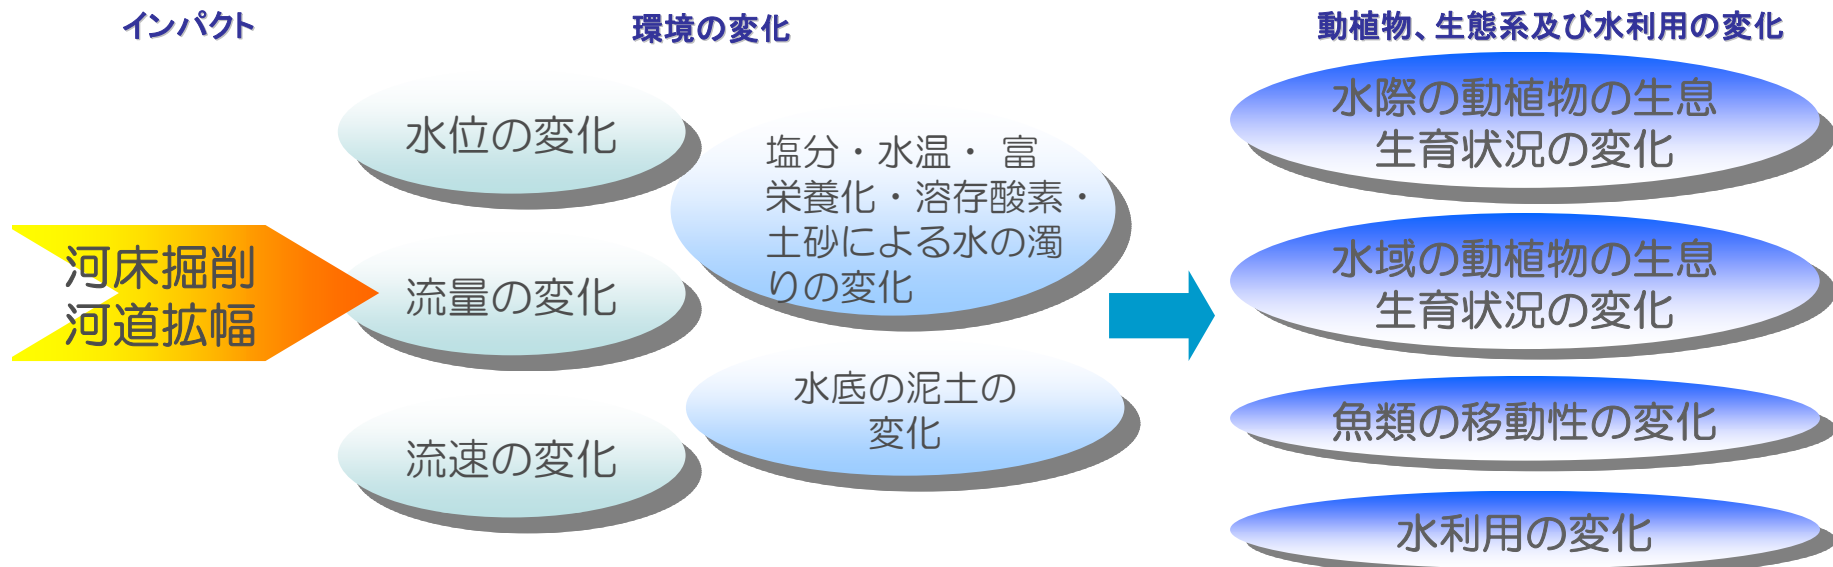 インパクト
環境の変化
動植物、生態系及び水利用の変化
河床掘削
河道拡幅
水位の変化
流量の変化
流速の変化
塩分・水温・ 富
栄養化・溶存酸素・
土砂による水の濁
りの変化
水底の泥土の
変化
水際の動植物の生息
生育状況の変化
水域の動植物の生息
生育状況の変化
魚類の移動性の変化
水利用の変化